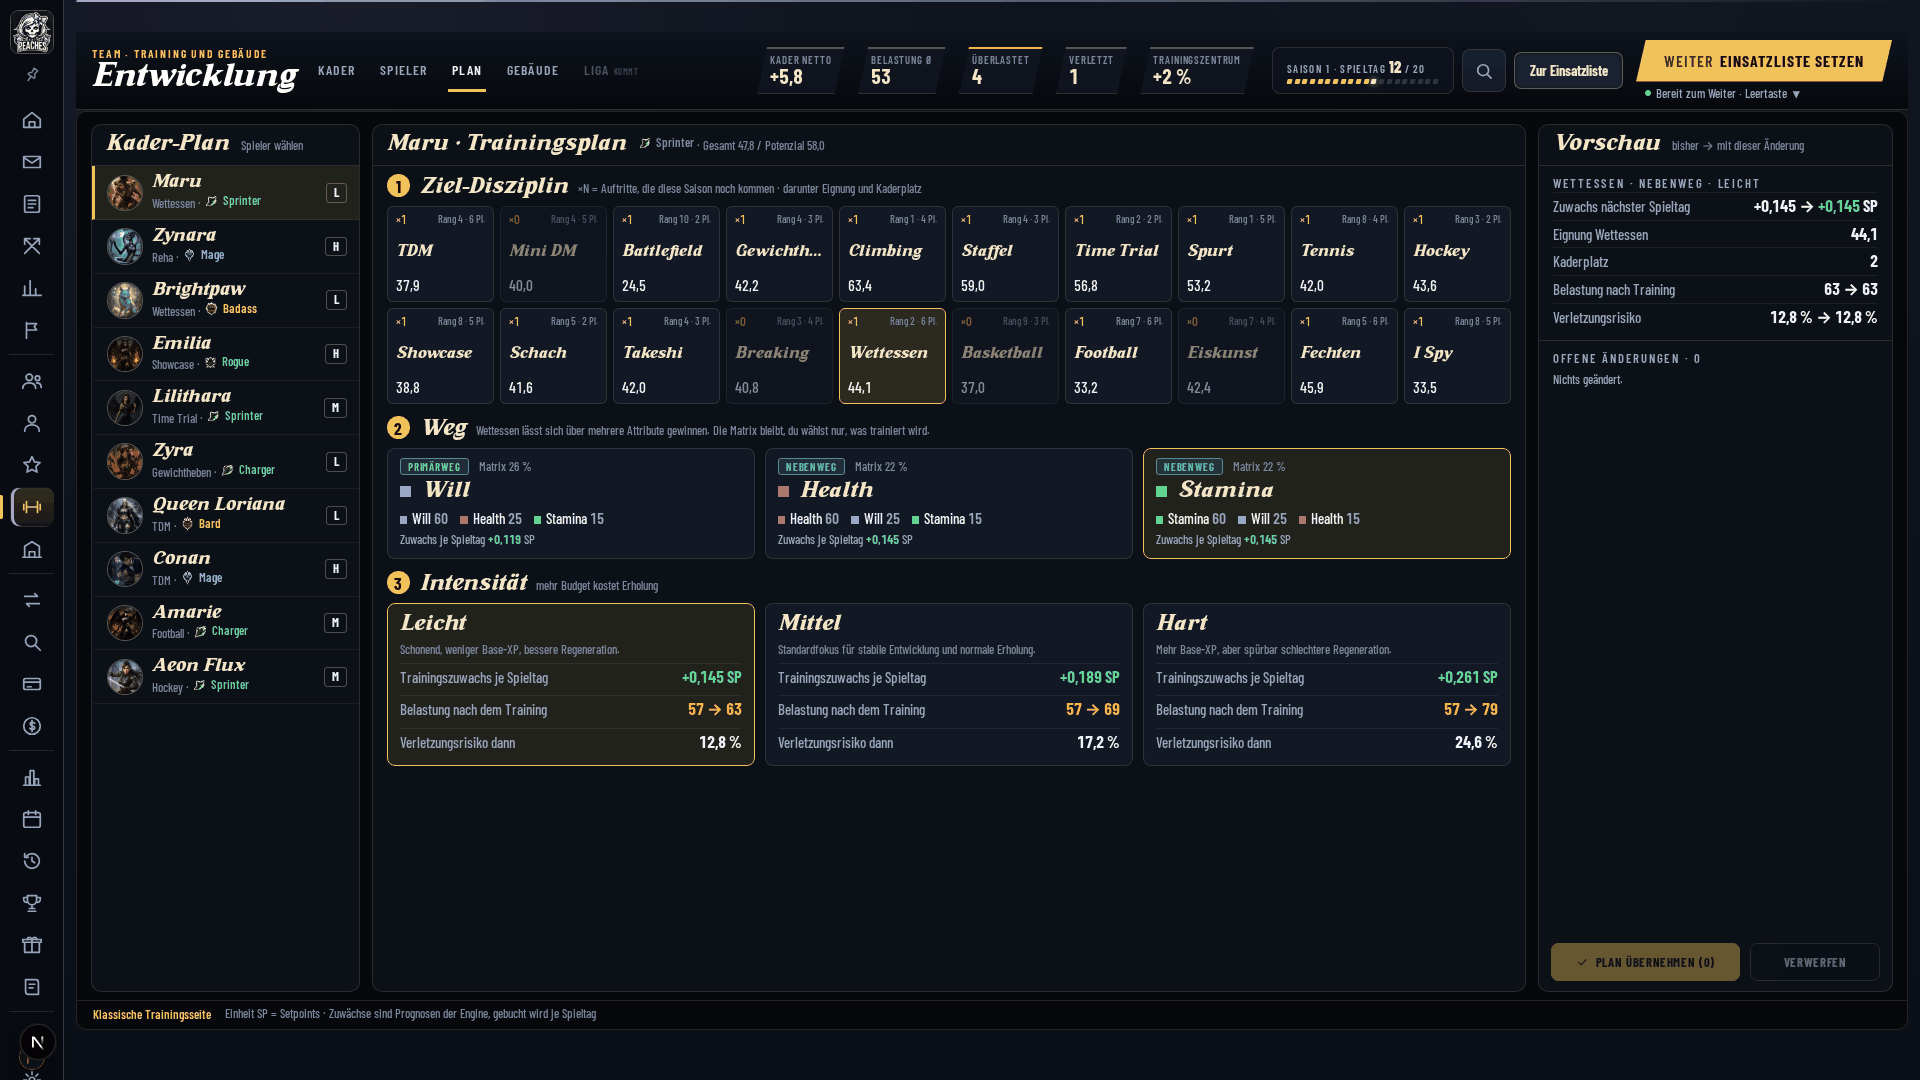 TEAM · TRAINING UND GEBÄUDE
Entwicklung
KADER SPIELER PLAN GEBÄUDE LIGA KOMMT
KADER NETTO +5,8
BELASTUNG Ø 53
ÜBERLASTET 4
VERLETZT 1
TRAININGSZENTRUM +2 %
SAISON 1 · SPIELTAG 12 / 20
Zur Einsatzliste
WEITER EINSATZLISTE SETZEN
Bereit zum Weiter · Leertaste ▼
Kader-Plan Spieler wählen
Maru
Wettessen · Sprinter
L
Zynara
Reha · Mage
H
Brightpaw
Wettessen · Badass
L
Emilia
Showcase · Rogue
H
Lilithara
Time Trial · Sprinter
M
Zyra
Gewichtheben · Charger
L
Queen Loriana
TDM · Bard
L
Conan
TDM · Mage
H
Amarie
Football · Charger
M
Aeon Flux
Hockey · Sprinter
M
Maru · Trainingsplan Sprinter · Gesamt 47,8 / Potenzial 58,0
1 Ziel-Disziplin ×N = Auftritte, die diese Saison noch kommen · darunter Eignung und Kaderplatz
×1 Rang 4 · 6 Pl.
TDM
37,9
×0 Rang 4 · 5 Pl.
Mini DM
40,0
×1 Rang 10 · 2 Pl.
Battlefield
24,5
×1 Rang 4 · 3 Pl.
Gewichth...
42,2
×1 Rang 1 · 4 Pl.
Climbing
63,4
×1 Rang 4 · 3 Pl.
Staffel
59,0
×1 Rang 2 · 2 Pl.
Time Trial
56,8
×1 Rang 1 · 5 Pl.
Spurt
53,2
×1 Rang 8 · 4 Pl.
Tennis
42,0
×1 Rang 3 · 2 Pl.
Hockey
43,6
×1 Rang 8 · 5 Pl.
Showcase
38,8
×1 Rang 5 · 2 Pl.
Schach
41,6
×1 Rang 4 · 3 Pl.
Takeshi
42,0
×0 Rang 3 · 4 Pl.
Breaking
40,8
×1 Rang 2 · 6 Pl.
Wettessen
44,1
×0 Rang 9 · 3 Pl.
Basketball
37,0
×1 Rang 7 · 6 Pl.
Football
33,2
×0 Rang 7 · 4 Pl.
Eiskunst
42,4
×1 Rang 5 · 6 Pl.
Fechten
45,9
×1 Rang 8 · 5 Pl.
I Spy
33,5
2 Weg Wettessen lässt sich über mehrere Attribute gewinnen. Die Matrix bleibt, du wählst nur, was trainiert wird.
PRIMÄRWEG Matrix 26 %
Will
Will 60 Health 25 Stamina 15
Zuwachs je Spieltag +0,119 SP
NEBENWEG Matrix 22 %
Health
Health 60 Will 25 Stamina 15
Zuwachs je Spieltag +0,145 SP
NEBENWEG Matrix 22 %
Stamina
Stamina 60 Will 25 Health 15
Zuwachs je Spieltag +0,145 SP
3 Intensität mehr Budget kostet Erholung
Leicht
Schonend, weniger Base-XP, bessere Regeneration.
Trainingszuwachs je Spieltag +0,145 SP
Belastung nach dem Training 57 → 63
Verletzungsrisiko dann 12,8 %
Mittel
Standardfokus für stabile Entwicklung und normale Erholung.
Trainingszuwachs je Spieltag +0,189 SP
Belastung nach dem Training 57 → 69
Verletzungsrisiko dann 17,2 %
Hart
Mehr Base-XP, aber spürbar schlechtere Regeneration.
Trainingszuwachs je Spieltag +0,261 SP
Belastung nach dem Training 57 → 79
Verletzungsrisiko dann 24,6 %
Vorschau bisher → mit dieser Änderung
WETTESSEN · NEBENWEG · LEICHT
Zuwachs nächster Spieltag +0,145 → +0,145 SP
Eignung Wettessen 44,1
Kaderplatz 2
Belastung nach Training 63 → 63
Verletzungsrisiko 12,8 % → 12,8 %
OFFENE ÄNDERUNGEN · 0
Nichts geändert.
✓ PLAN ÜBERNEHMEN (0)
VERWERFEN
Klassische Trainingsseite Einheit SP = Setpoints · Zuwächse sind Prognosen der Engine, gebucht wird je Spieltag
N